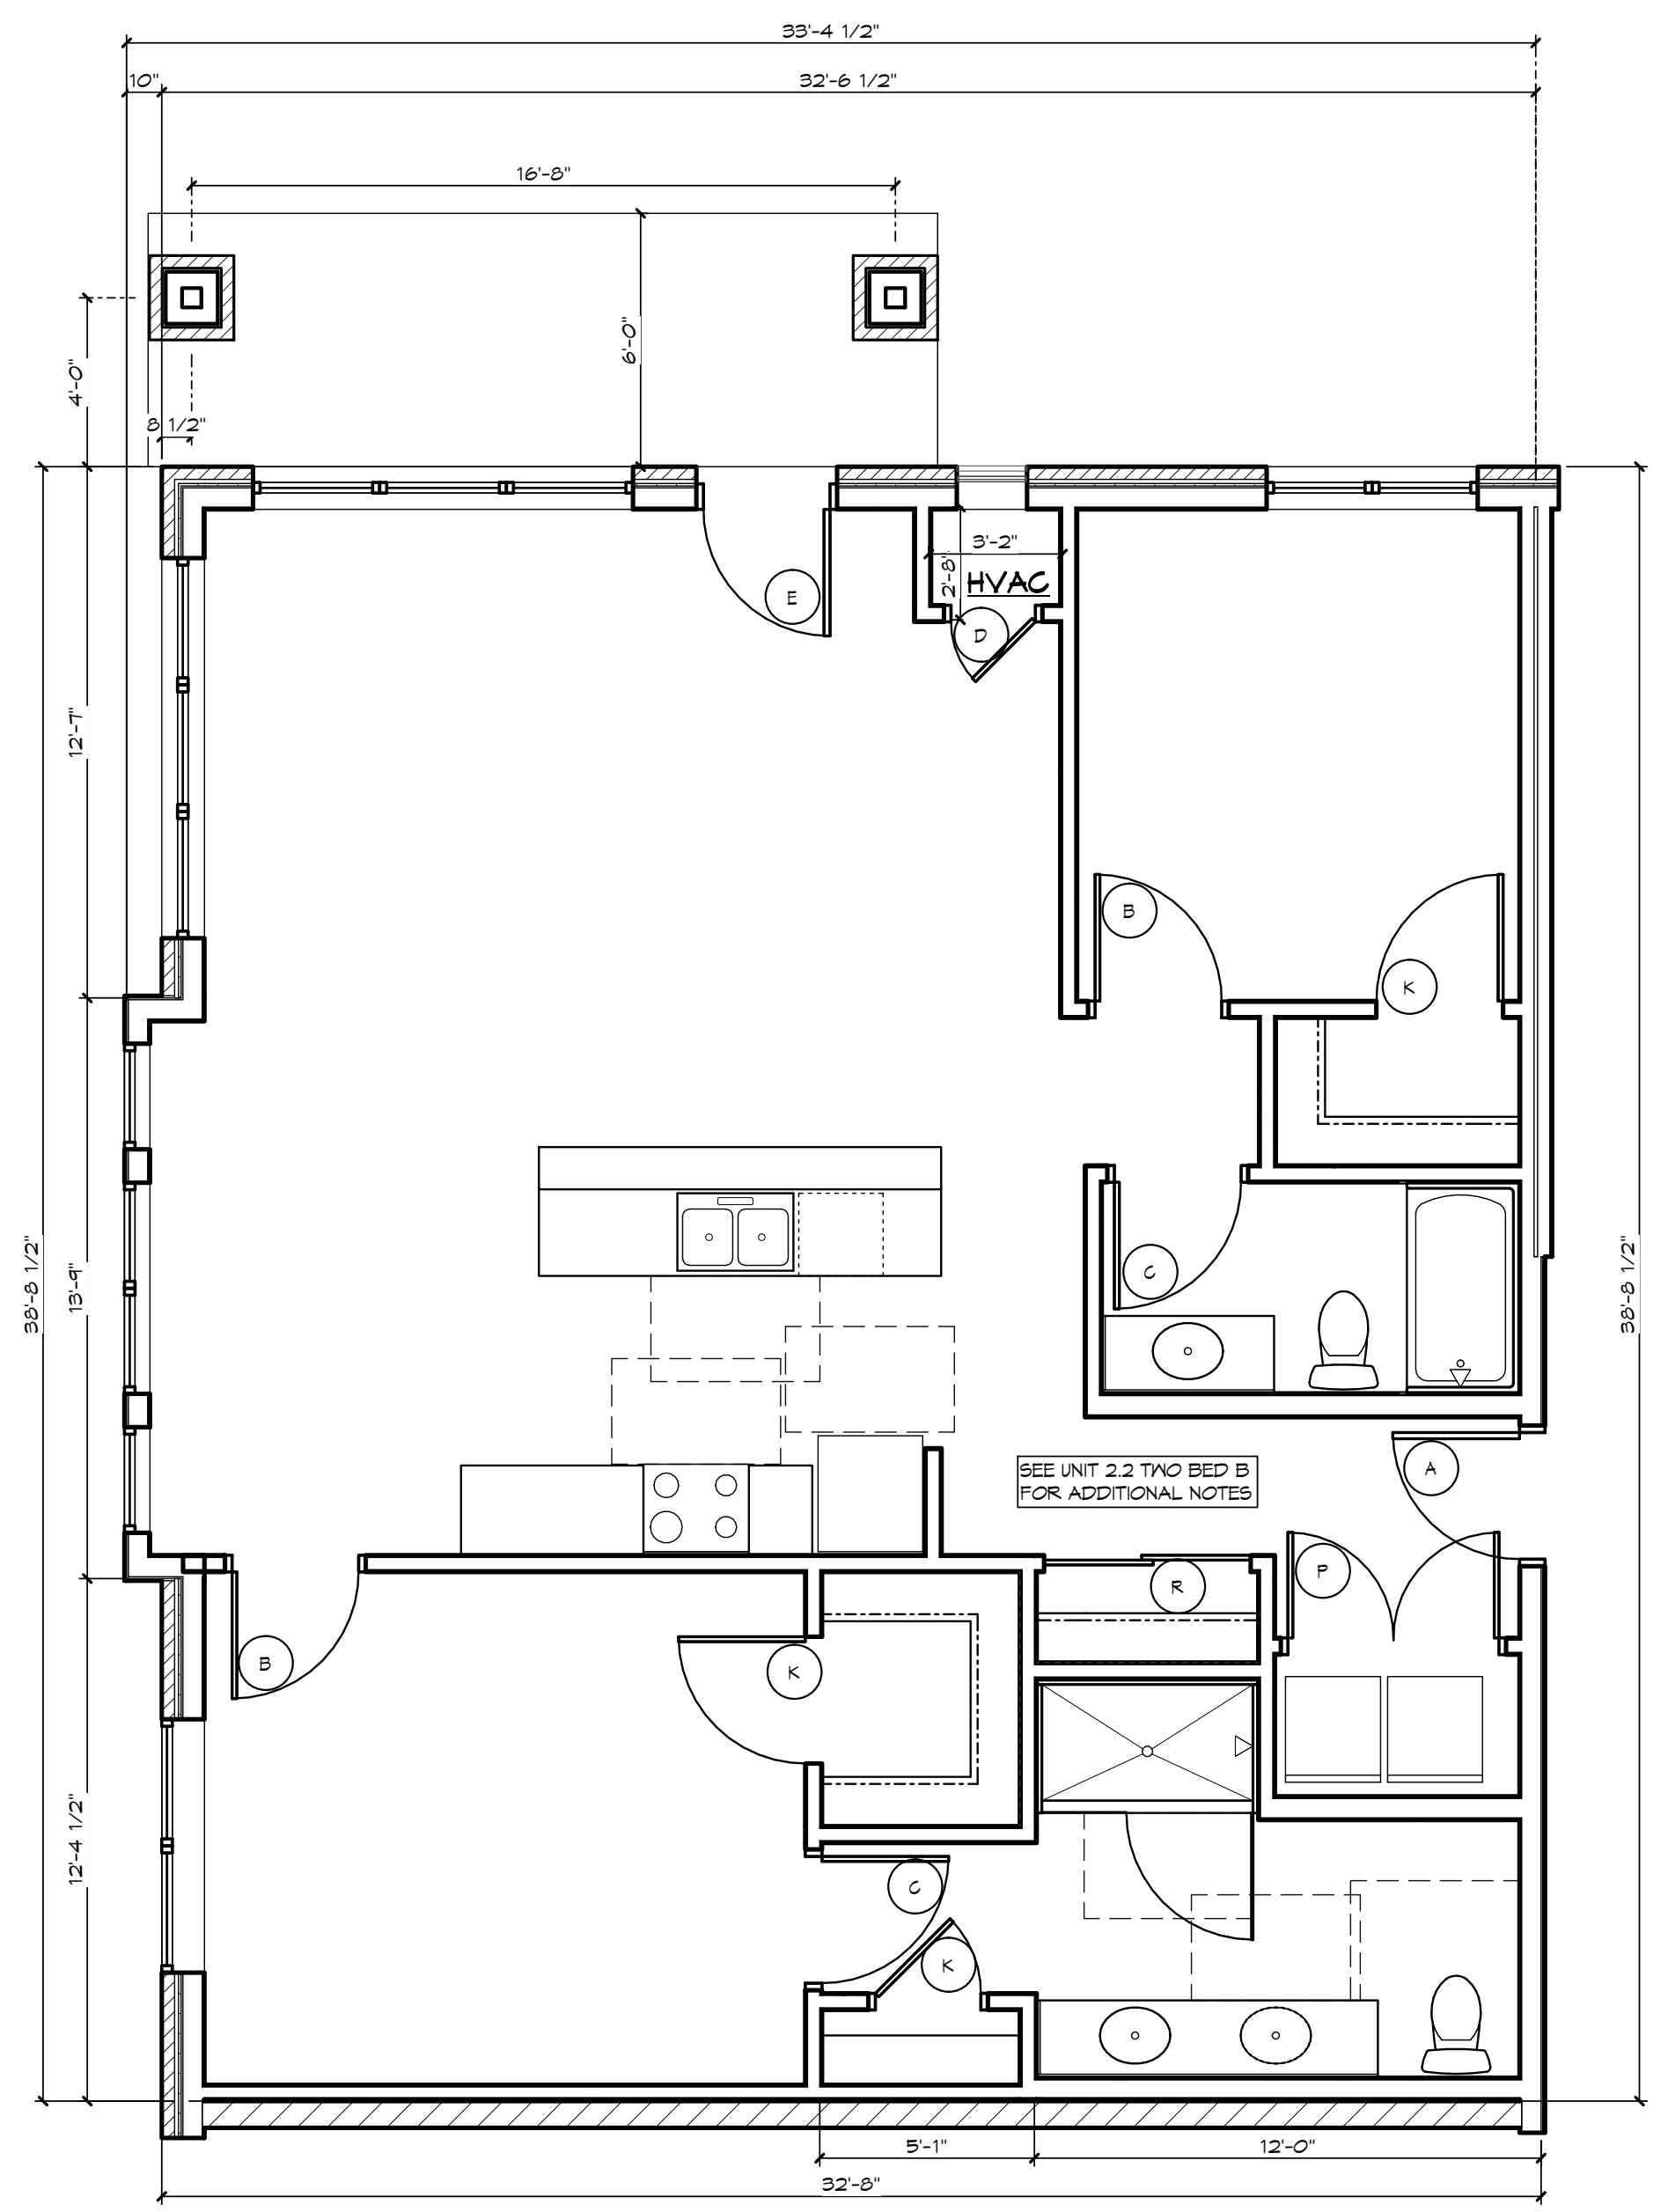 33'-4 1/2"
10"
32'-6 1/2"
16'-8"
6'-0"
4'-0"
8 1/2"
3'-2"
2'-8"
HVAC
E
D
12'-7"
B
K
38'-8 1/2"
13'-9"
38'-8 1/2"
C
SEE UNIT 2.2 TWO BED B
FOR ADDITIONAL NOTES
A
P
R
B
K
12'-4 1/2"
C
K
5'-1"
12'-0"
32'-8"